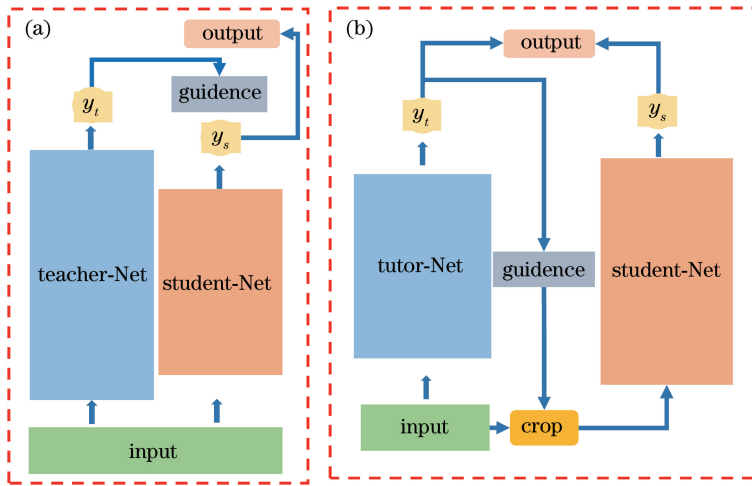 (a)
output
guidence
y_t
y_s
teacher-Net
student-Net
input
(b)
output
y_t
y_s
tutor-Net
guidence
student-Net
input
crop